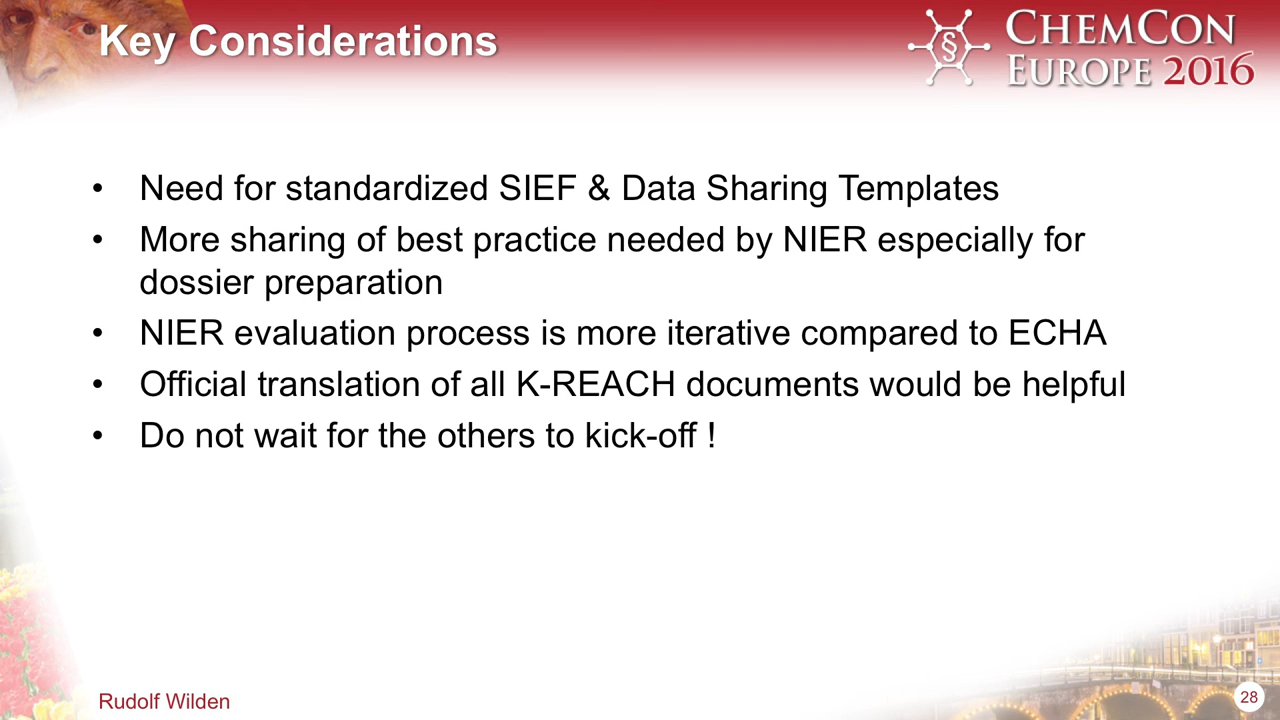 Key Considerations
§
CHEMCON
EUROPE 2016
• Need for standardized SIEF & Data Sharing Templates
• More sharing of best practice needed by NIER especially for
dossier preparation
• NIER evaluation process is more iterative compared to ECHA
• Official translation of all K-REACH documents would be helpful
• Do not wait for the others to kick-off !
Rudolf Wilden
28